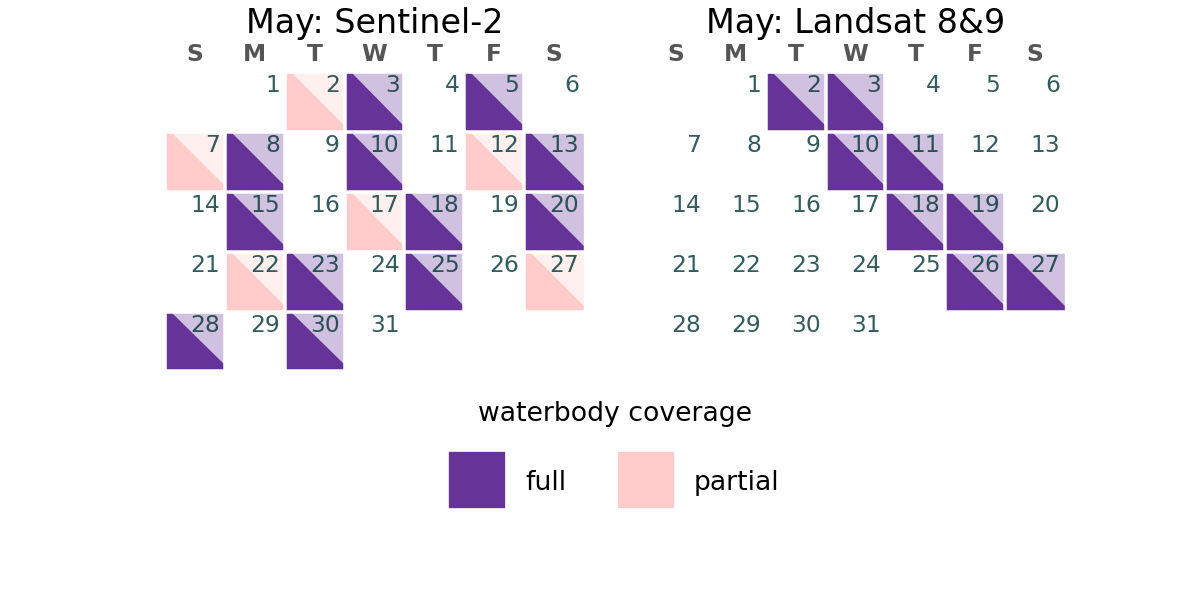 May: Sentinel-2
S M T W T F S
1 2 3 4 5 6
7 8 9 10 11 12 13
14 15 16 17 18 19 20
21 22 23 24 25 26 27
28 29 30 31
May: Landsat 8&9
S M T W T F S
1 2 3 4 5 6
7 8 9 10 11 12 13
14 15 16 17 18 19 20
21 22 23 24 25 26 27
28 29 30 31
waterbody coverage
full partial